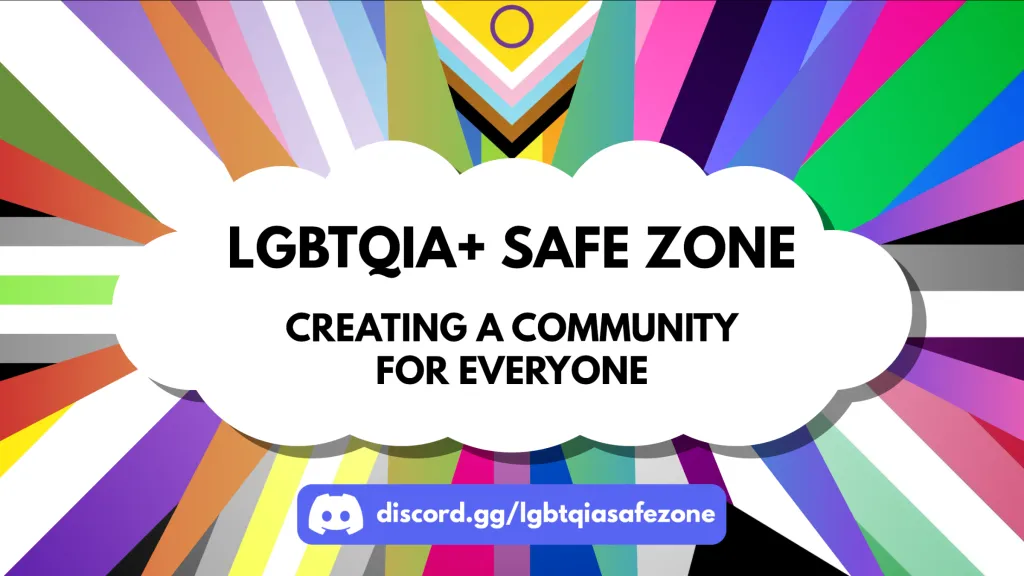 LGBTQIA+ SAFE ZONE
CREATING A COMMUNITY
FOR EVERYONE
discord.gg/lgbtqiasafezone